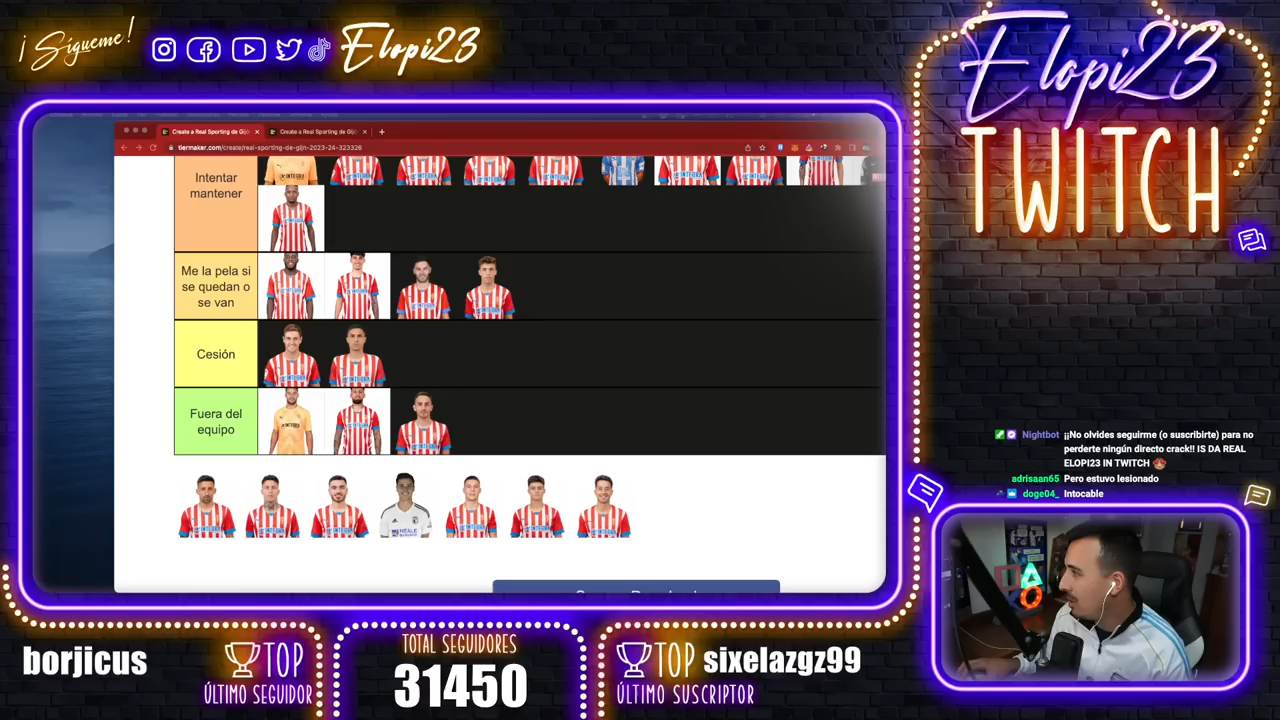 ¡Sígueme!
Elopi23
Elopi23
TWITCH
Create a Real Sporting de Gijón
Create a Real Sporting de Gijón
tiermaker.com/create/real-sporting-de-gijn-2023-24-323326
Intentar
mantener
Me la pela si
se quedan o
se van
Cesión
Fuera del
equipo
Nightbot ¡¡No olvides seguirme (o suscribirte) para no
perderte ningún directo crack!! IS DA REAL
ELOPI23 IN TWITCH
adrisaan65 Pero estuvo lesionado
doge04_ Intocable
borjicus
TOP
ÚLTIMO SEGUIDOR
TOTAL SEGUIDORES
31450
TOP
ÚLTIMO SUSCRIPTOR
sixelazgz99